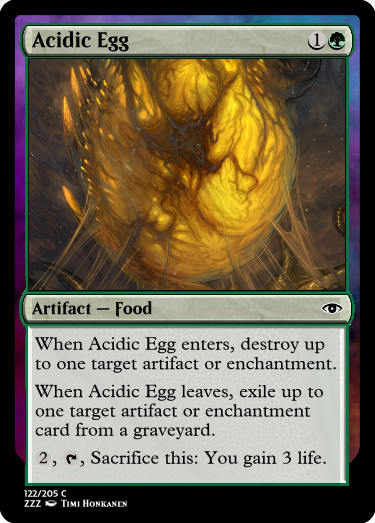 Acidic Egg 1
Artifact — Food
When Acidic Egg enters, destroy up
to one target artifact or enchantment.
When Acidic Egg leaves, exile up to
one target artifact or enchantment
card from a graveyard.
2 , , Sacrifice this: You gain 3 life.
122/205 C
ZZZ Timi Honkanen